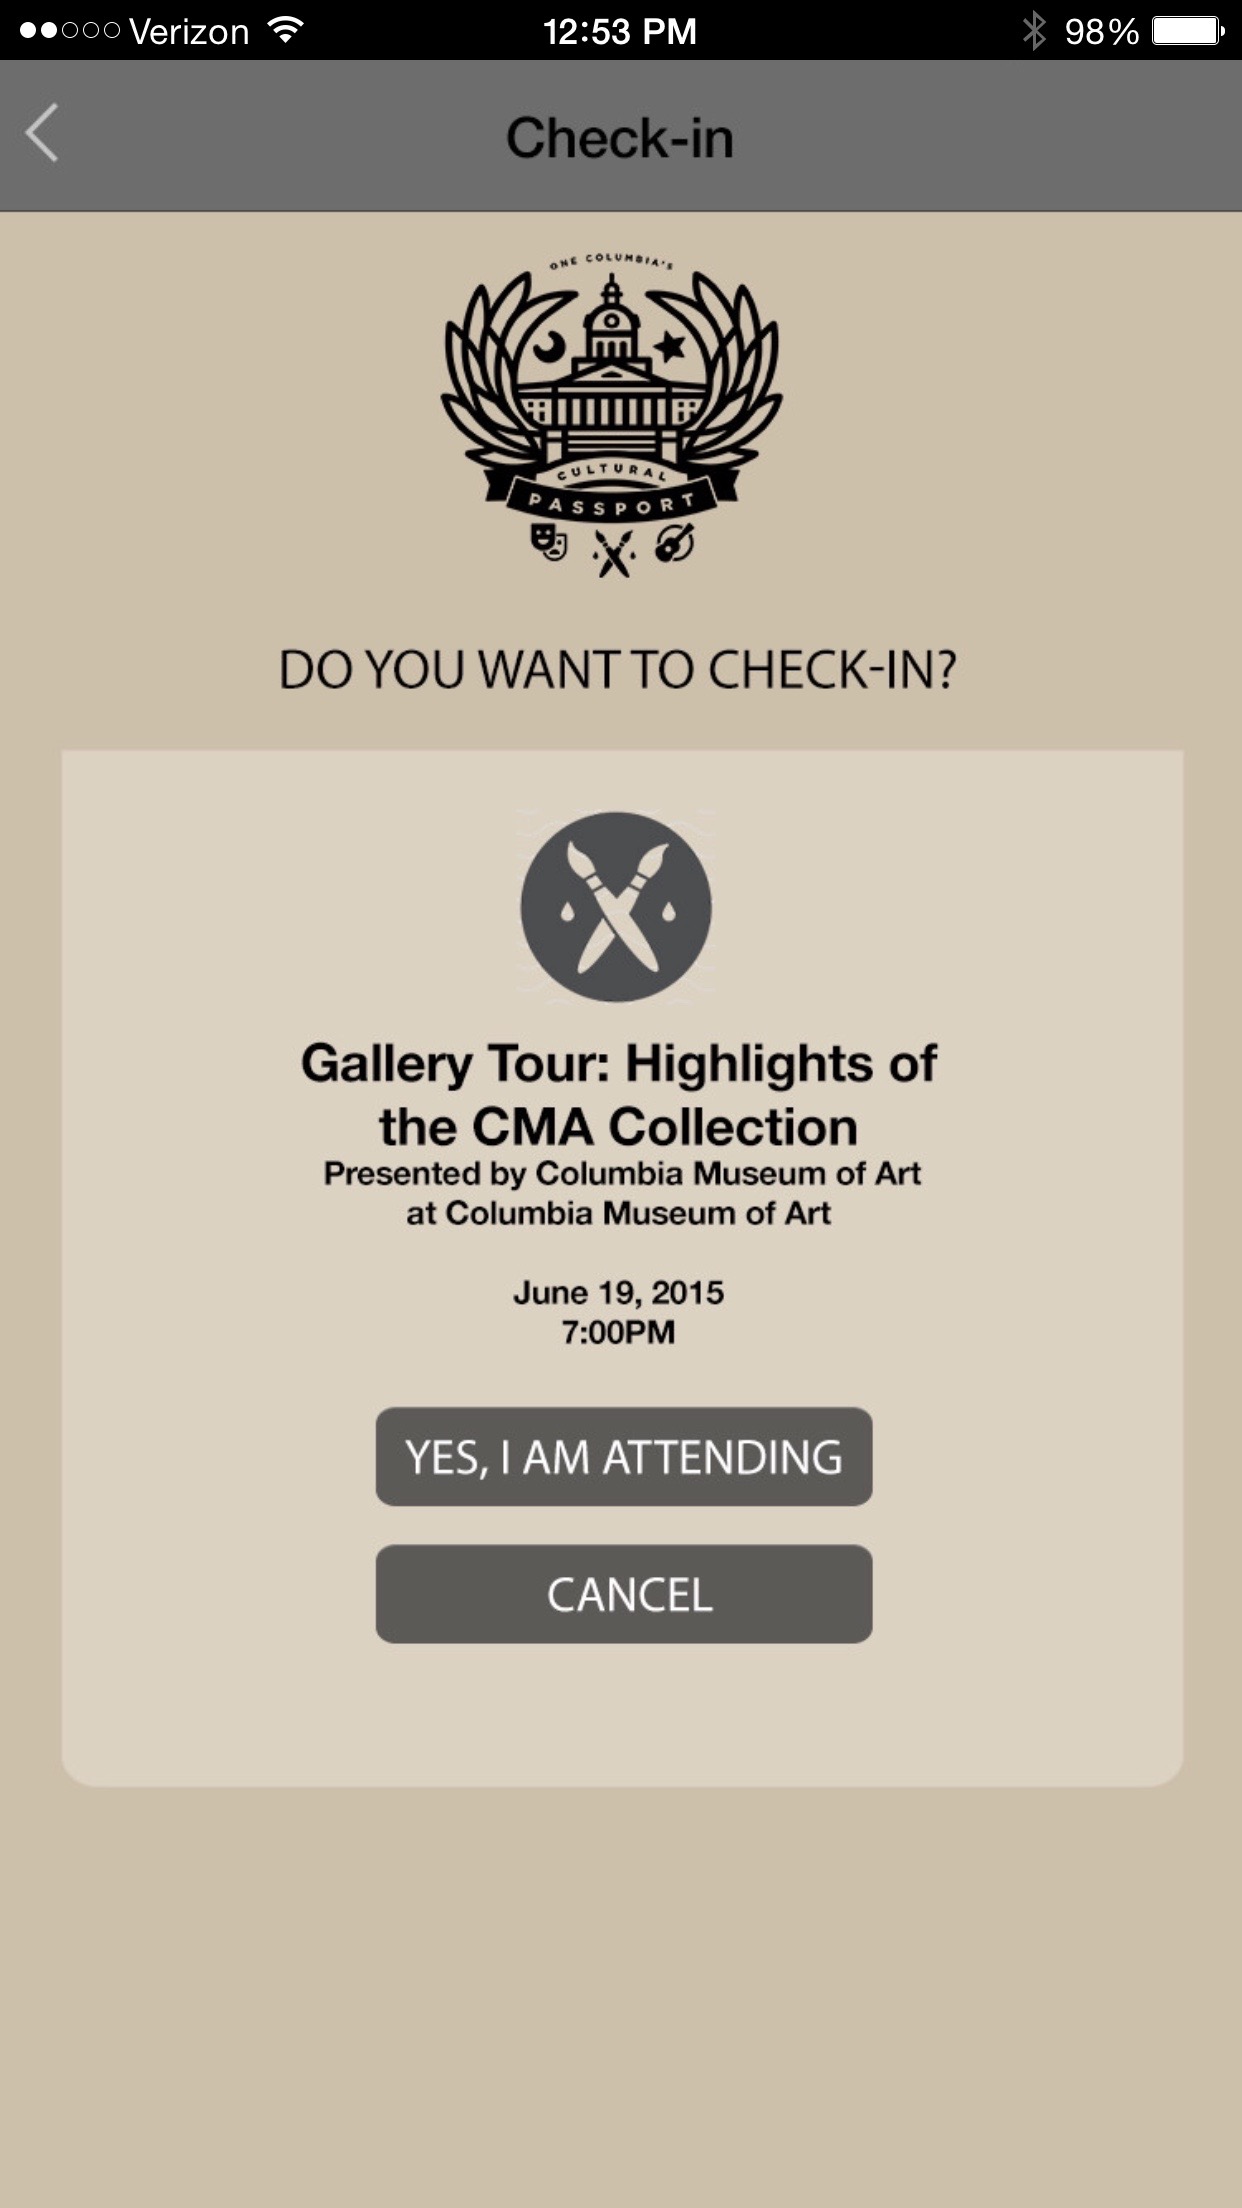 Verizon 12:53 PM 98%
Check-in
ONE COLUMBIA'S
CULTURAL
PASSPORT
DO YOU WANT TO CHECK-IN?
Gallery Tour: Highlights of
the CMA Collection
Presented by Columbia Museum of Art
at Columbia Museum of Art
June 19, 2015
7:00PM
YES, I AM ATTENDING
CANCEL